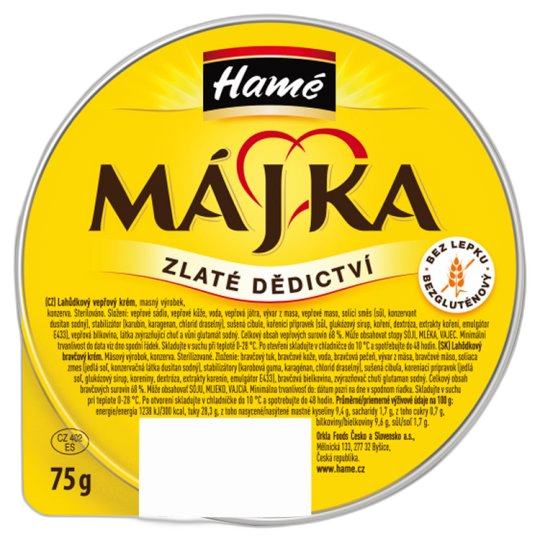 Hamé
MÁJKA
ZLATÉ DĚDICTVÍ
BEZ LEPKU
BEZGLUTÉNOVÝ
(CZ) Lahůdkový vepřový krém, masný výrobek,
konzerva. Sterilováno. Složení: vepřové sádlo, vepřové kůže, voda, vepřová játra, vývar z masa, vepřové maso, solicí směs (sůl, konzervant
dusitan sodný), stabilizátor (karubin, karagenan, chlorid draselný), sušená cibule, kořenicí přípravek (sůl, glukózový sirup, koření, dextróza, extrakty koření, emulgátor
E433), vepřová bílkovina, látka zvýrazňující chuť a vůni glutaman sodný. Celkový obsah vepřových surovin 68 %. Může obsahovat stopy SÓJI, MLÉKA, VAJEC. Minimální
trvanlivost do data viz dno spodní řádek. Skladujte v suchu při teplotě 0-28 °C. Po otevření skladujte v chladničce do 10 °C a spotřebujte do 48 hodin. (SK) Lahôdkový
bravčový krém. Mäsový výrobok, konzerva. Sterilizované. Zloženie: bravčový tuk, bravčové kože, voda, bravčová pečeň, vývar z mäsa, bravčové mäso, soliaca
zmes (jedlá soľ, konzervačná látka dusitan sodný), stabilizátory (karobová guma, karagénan, chlorid draselný), sušená cibuľa, koreniaci prípravok (jedlá
soľ, glukózový sirup, koreniny, dextróza, extrakty korenín, emulgátor E433), bravčová bielkovina, zvýrazňovač chuti glutaman sodný. Celkový obsah
bravčových surovín 68 %. Môže obsahovať SÓJU, MLIEKO, VAJCIA. Minimálna trvanlivosť do: dátum pozri na dne v spodnom riadku. Skladujte v suchu
pri teplote 0-28 °C. Po otvorení skladujte v chladničke do 10 °C a spotrebujte do 48 hodín. Průměrné/priemerné výživové údaje na 100 g:
energie/energia 1238 kJ/300 kcal, tuky 28,3 g, z toho nasycené/nasýtené mastné kyseliny 9,4 g, sacharidy 1,7 g, z toho cukry 0,7 g,
bílkoviny/bielkoviny 9,6 g, sůl/soľ 1,7 g.
Orkla Foods Česko a Slovensko a.s.,
Mělnická 133, 277 32 Byšice,
Česká republika.
www.hame.cz
CZ 402
ES
75 g